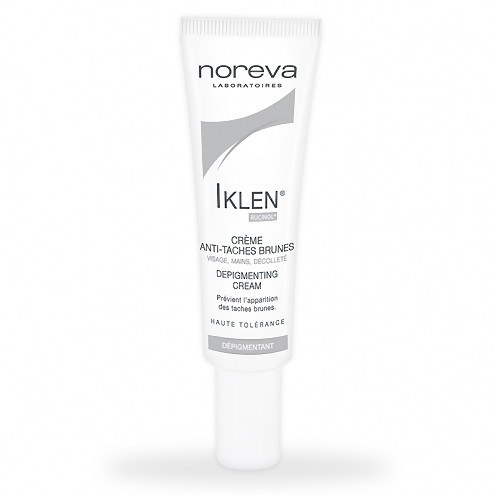 noreva
LABORATOIRES
IKLEN®
RUCINOL®
CRÈME
ANTI-TACHES BRUNES
VISAGE, MAINS, DÉCOLLETÉ
DEPIGMENTING
CREAM
Prévient l'apparition
des taches brunes.
HAUTE TOLÉRANCE
DÉPIGMENTANT